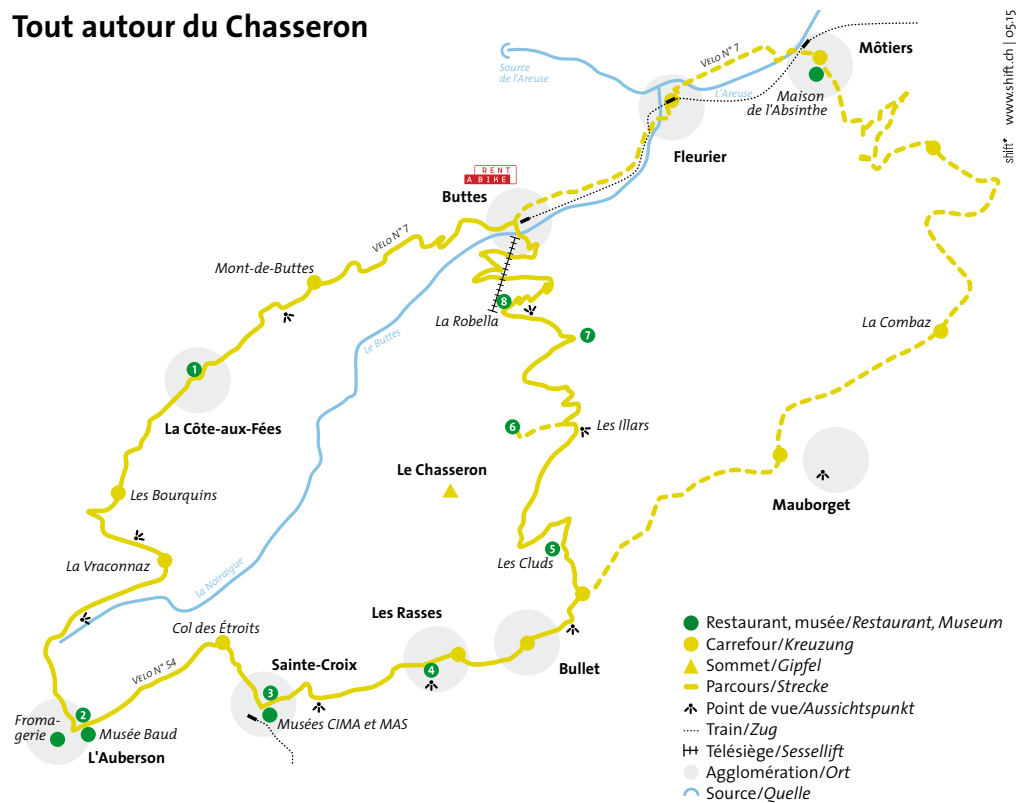 Tout autour du Chasseron
shift* www.shift.ch | 05.15
Source
de l'Areuse
VELO N° 7
Môtiers
L'Areuse
Maison
de l'Absinthe
Fleurier
RENT
A BIKE
Buttes
VELO N° 7
Mont-de-Buttes
8
La Robella
La Combaz
Le Buttes
7
1
La Côte-aux-Fées
6
Les Illars
Le Chasseron
Mauborget
Les Bourquins
5
Les Cluds
La Vraconnaz
La Noiraigue
Les Rasses
Col des Étroits
VELO N° 54
Sainte-Croix
4
Bullet
3
Musées CIMA et MAS
2
Froma-
gerie
Musée Baud
L'Auberson
Restaurant, musée/Restaurant, Museum
Carrefour/Kreuzung
Sommet/Gipfel
Parcours/Strecke
Point de vue/Aussichtspunkt
Train/Zug
Télésiège/Sessellift
Agglomération/Ort
Source/Quelle